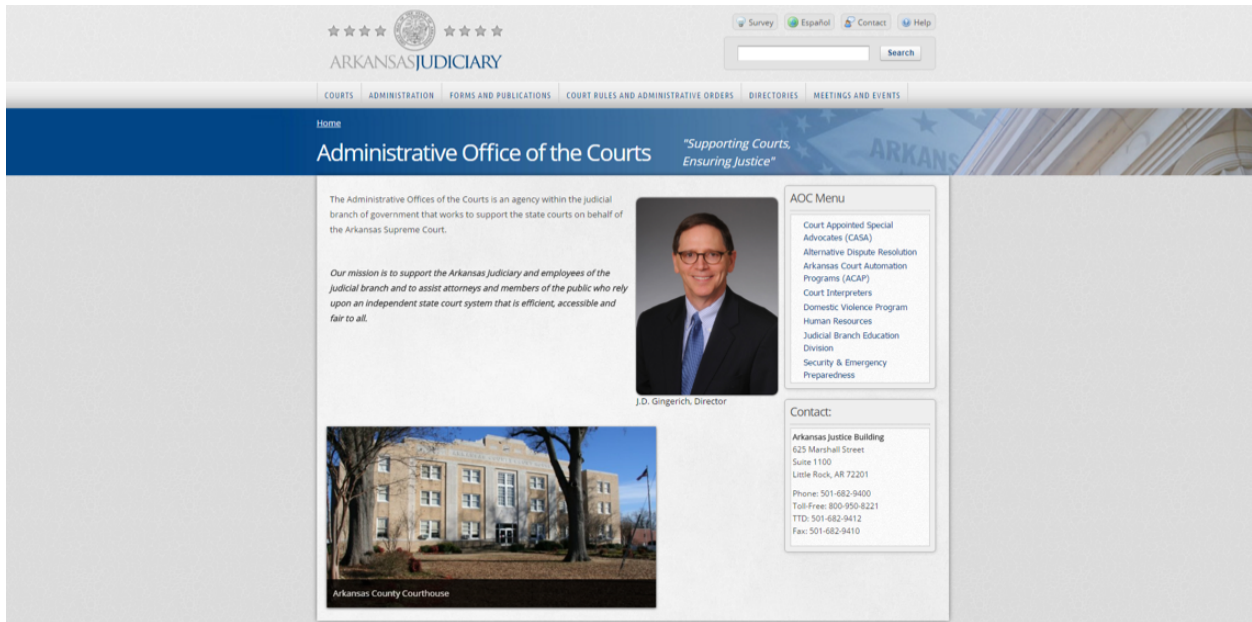 Survey
Español
Contact
Help
ARKANSAS JUDICIARY
Search
COURTS
ADMINISTRATION
FORMS AND PUBLICATIONS
COURT RULES AND ADMINISTRATIVE ORDERS
DIRECTORIES
MEETINGS AND EVENTS
Home
Administrative Office of the Courts
"Supporting Courts,
Ensuring Justice"
ARKANS
The Administrative Offices of the Courts is an agency within the judicial
branch of government that works to support the state courts on behalf of
the Arkansas Supreme Court.
Our mission is to support the Arkansas Judiciary and employees of the
judicial branch and to assist attorneys and members of the public who rely
upon an independent state court system that is efficient, accessible and
fair to all.
J.D. Gingerich, Director
Arkansas County Courthouse
AOC Menu
Court Appointed Special
Advocates (CASA)
Alternative Dispute Resolution
Arkansas Court Automation
Programs (ACAP)
Court Interpreters
Domestic Violence Program
Human Resources
Judicial Branch Education
Division
Security & Emergency
Preparedness
Contact:
Arkansas Justice Building
625 Marshall Street
Suite 1100
Little Rock, AR 72201
Phone: 501-682-9400
Toll-Free: 800-950-8221
TTD: 501-682-9412
Fax: 501-682-9410